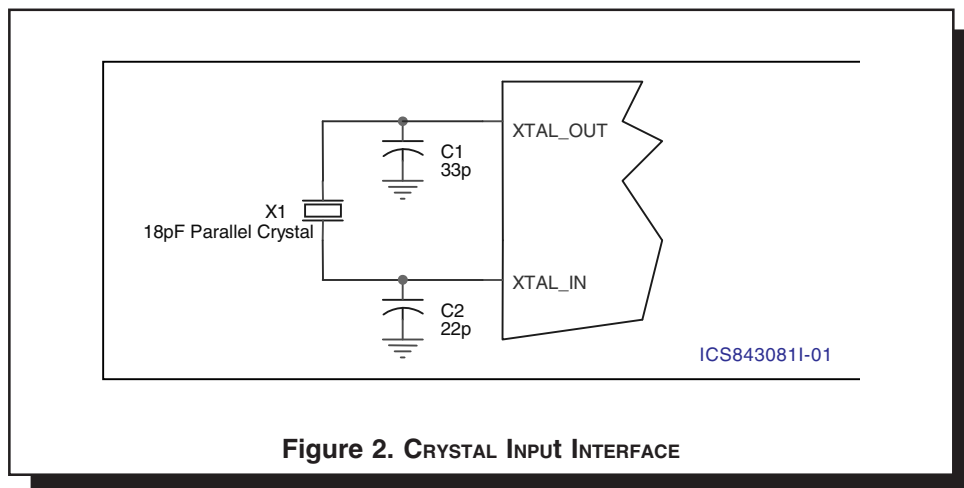 XTAL_OUT
C1
33p
X1
18pF Parallel Crystal
XTAL_IN
C2
22p
ICS843081I-01
Figure 2. CRYSTAL INPUt INTERFACE